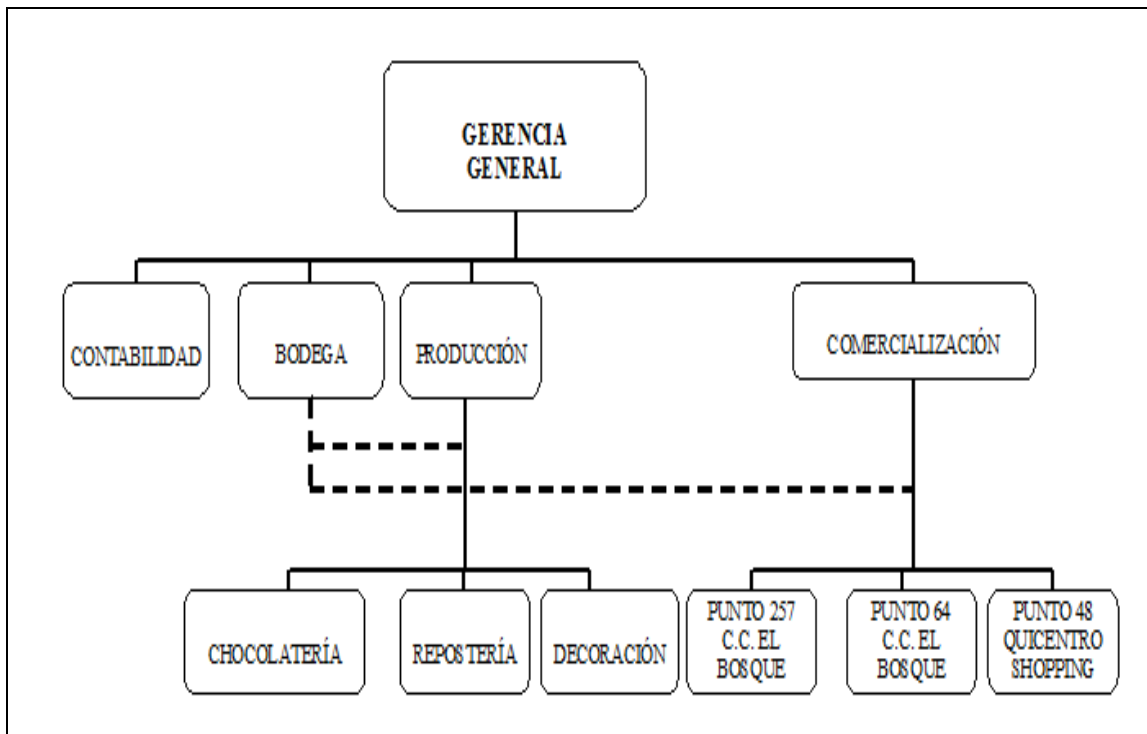 GERENCIA
GENERAL
CONTABILIDAD
BODEGA
PRODUCCIÓN
COMERCIALIZACIÓN
CHOCOLATERÍA
REPOSTERÍA
DECORACIÓN
PUNTO 257
C.C. EL
BOSQUE
PUNTO 64
C.C. EL
BOSQUE
PUNTO 48
QUICENTRO
SHOPPING